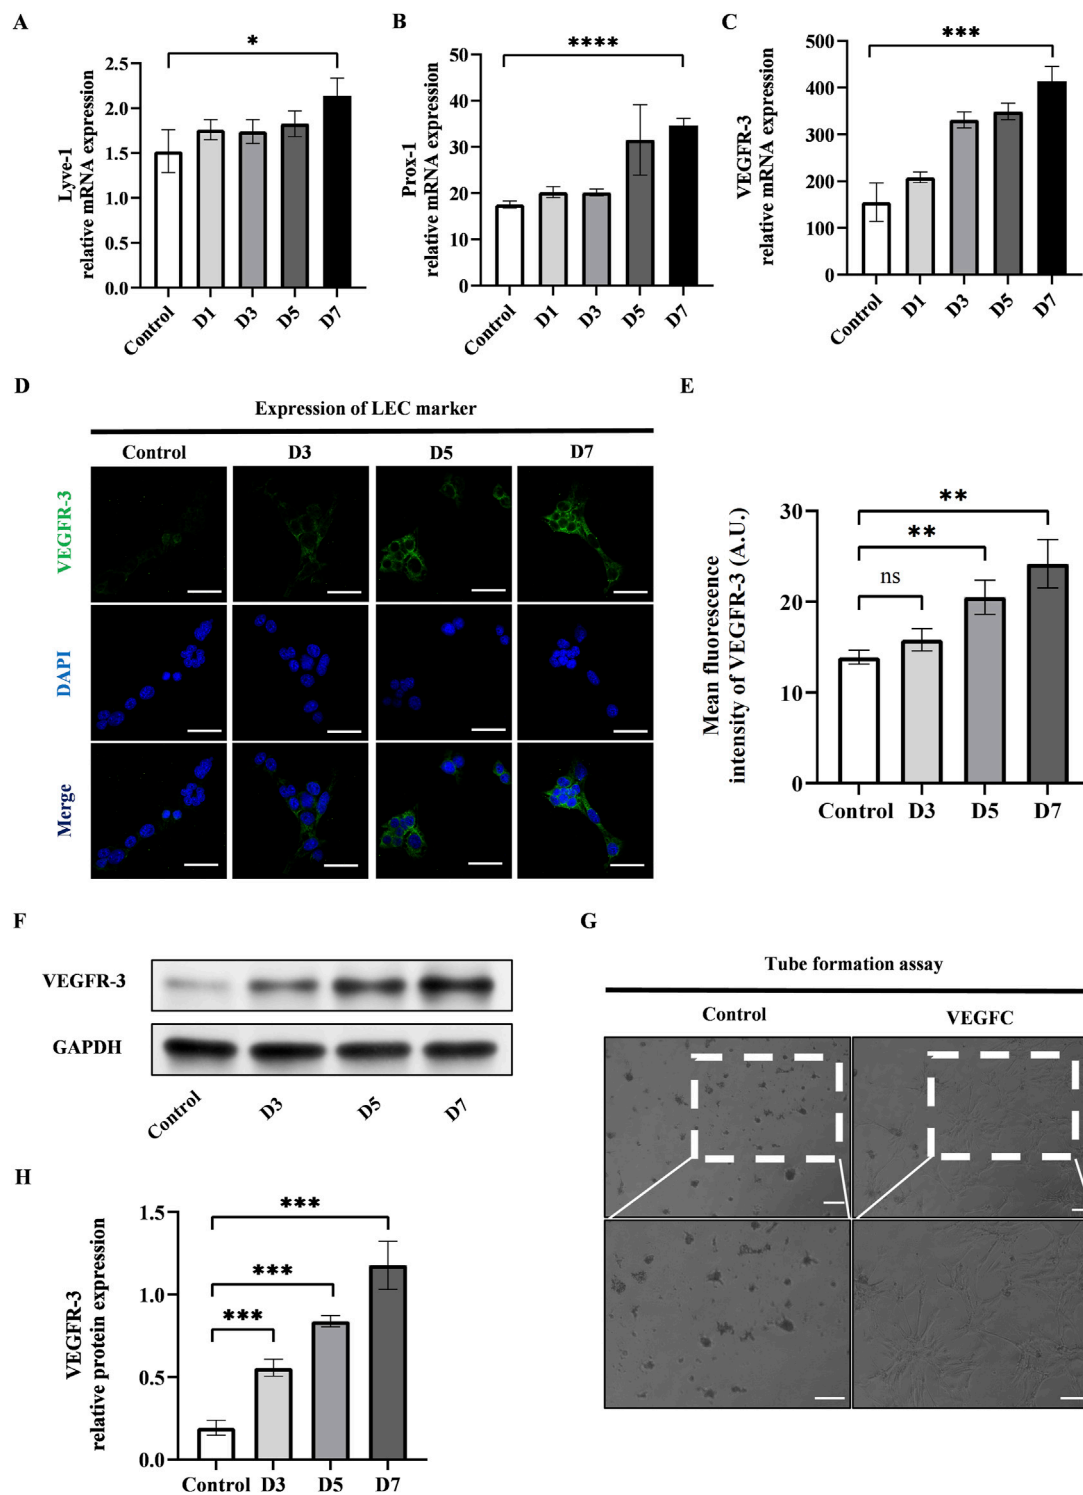 A
*
Lyve-1
relative mRNA expression
2.5
2.0
1.5
1.0
0.5
0.0
Control
D1
D3
D5
D7
B
****
Prox-1
relative mRNA expression
50
40
30
20
10
0
Control
D1
D3
D5
D7
C
***
VEGFR-3
relative mRNA expression
500
400
300
200
100
0
Control
D1
D3
D5
D7
D
Expression of LEC marker
Control D3 D5 D7
VEGFR-3
DAPI
Merge
E
**
**
ns
Mean fluorescence
intensity of VEGFR-3 (A.U.)
30
20
10
0
Control D3 D5 D7
F
VEGFR-3
GAPDH
Control
D3
D5
D7
G
Tube formation assay
Control VEGFC
H
***
***
***
VEGFR-3
relative protein expression
1.5
1.0
0.5
0.0
Control D3 D5 D7